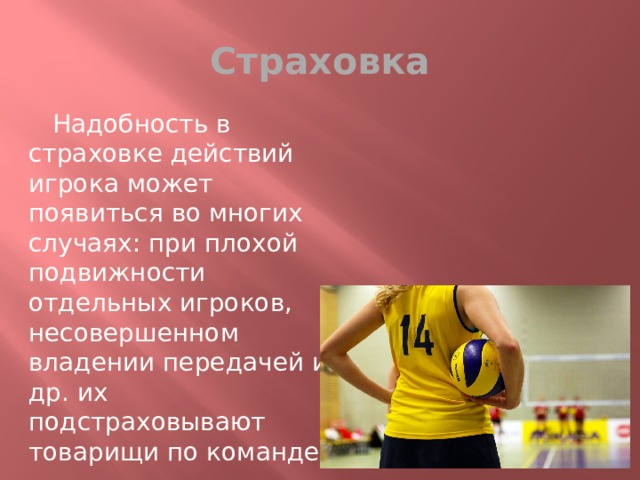 Страховка
Надобность в
страховке действий
игрока может
появиться во многих
случаях: при плохой
подвижности
отдельных игроков,
несовершенном
владении передачей и
др. их
подстраховывают
товарищи по команде
14